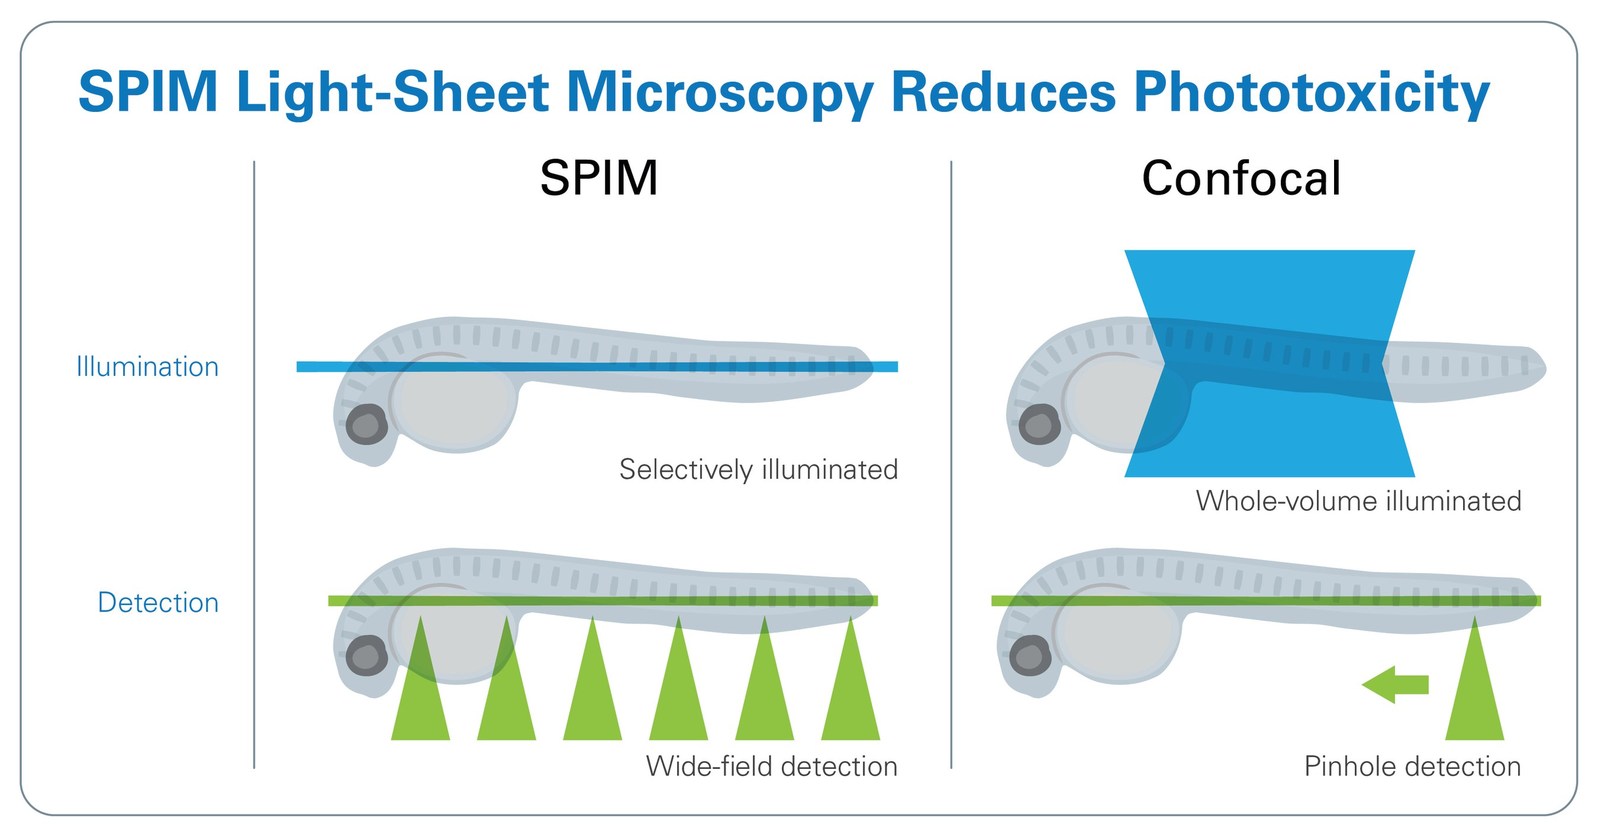 SPIM Light-Sheet Microscopy Reduces Phototoxicity
SPIM
Confocal
Illumination
Selectively illuminated
Whole-volume illuminated
Detection
Wide-field detection
Pinhole detection